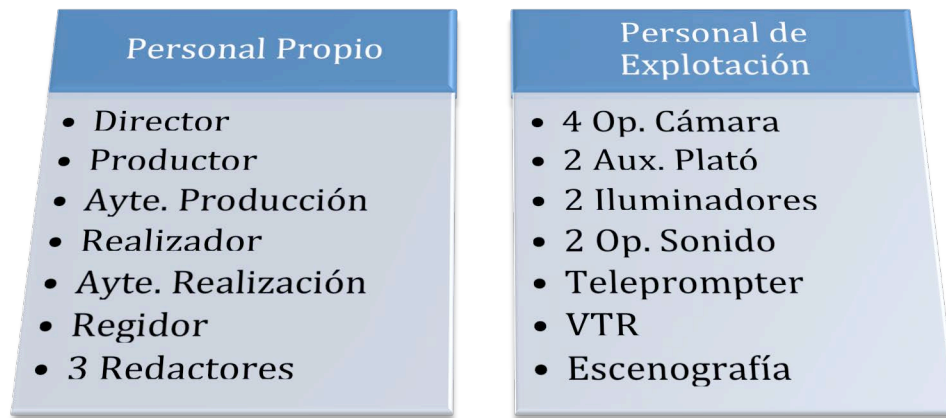 Personal Propio
• Director
• Productor
• Ayte. Producción
• Realizador
• Ayte. Realización
• Regidor
• 3 Redactores
Personal de
Explotación
• 4 Op. Cámara
• 2 Aux. Plató
• 2 Iluminadores
• 2 Op. Sonido
• Teleprompter
• VTR
• Escenografía